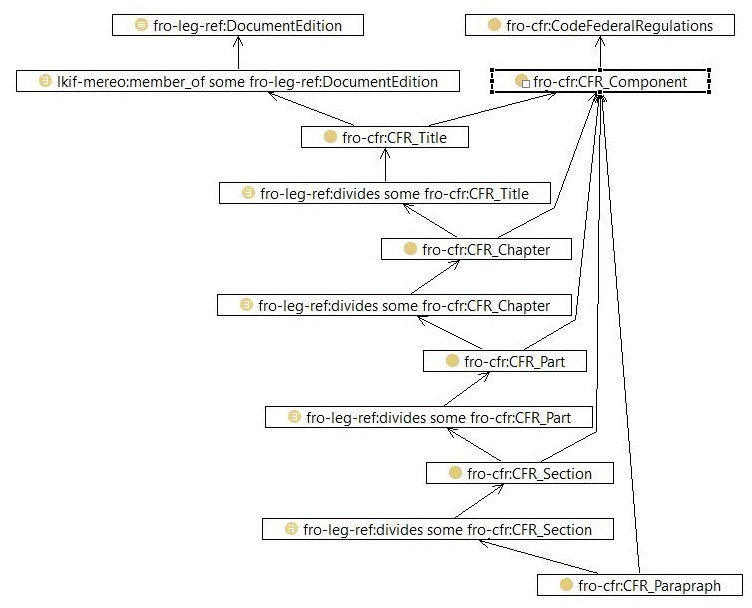 fro-leg-ref:DocumentEdition
fro-cfr:CodeFederalRegulations
lkif-mereo:member_of some fro-leg-ref:DocumentEdition
fro-cfr:CFR_Component
fro-cfr:CFR_Title
fro-leg-ref:divides some fro-cfr:CFR_Title
fro-cfr:CFR_Chapter
fro-leg-ref:divides some fro-cfr:CFR_Chapter
fro-cfr:CFR_Part
fro-leg-ref:divides some fro-cfr:CFR_Part
fro-cfr:CFR_Section
fro-leg-ref:divides some fro-cfr:CFR_Section
fro-cfr:CFR_Parapraph